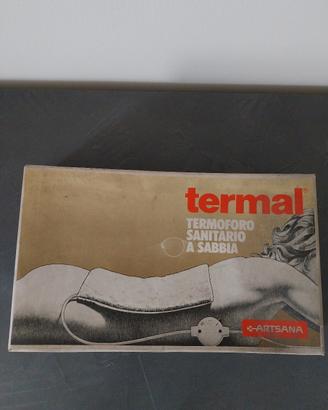 termal
TERMOFORO
SANITARIO
A SABBIA
ARTSANA